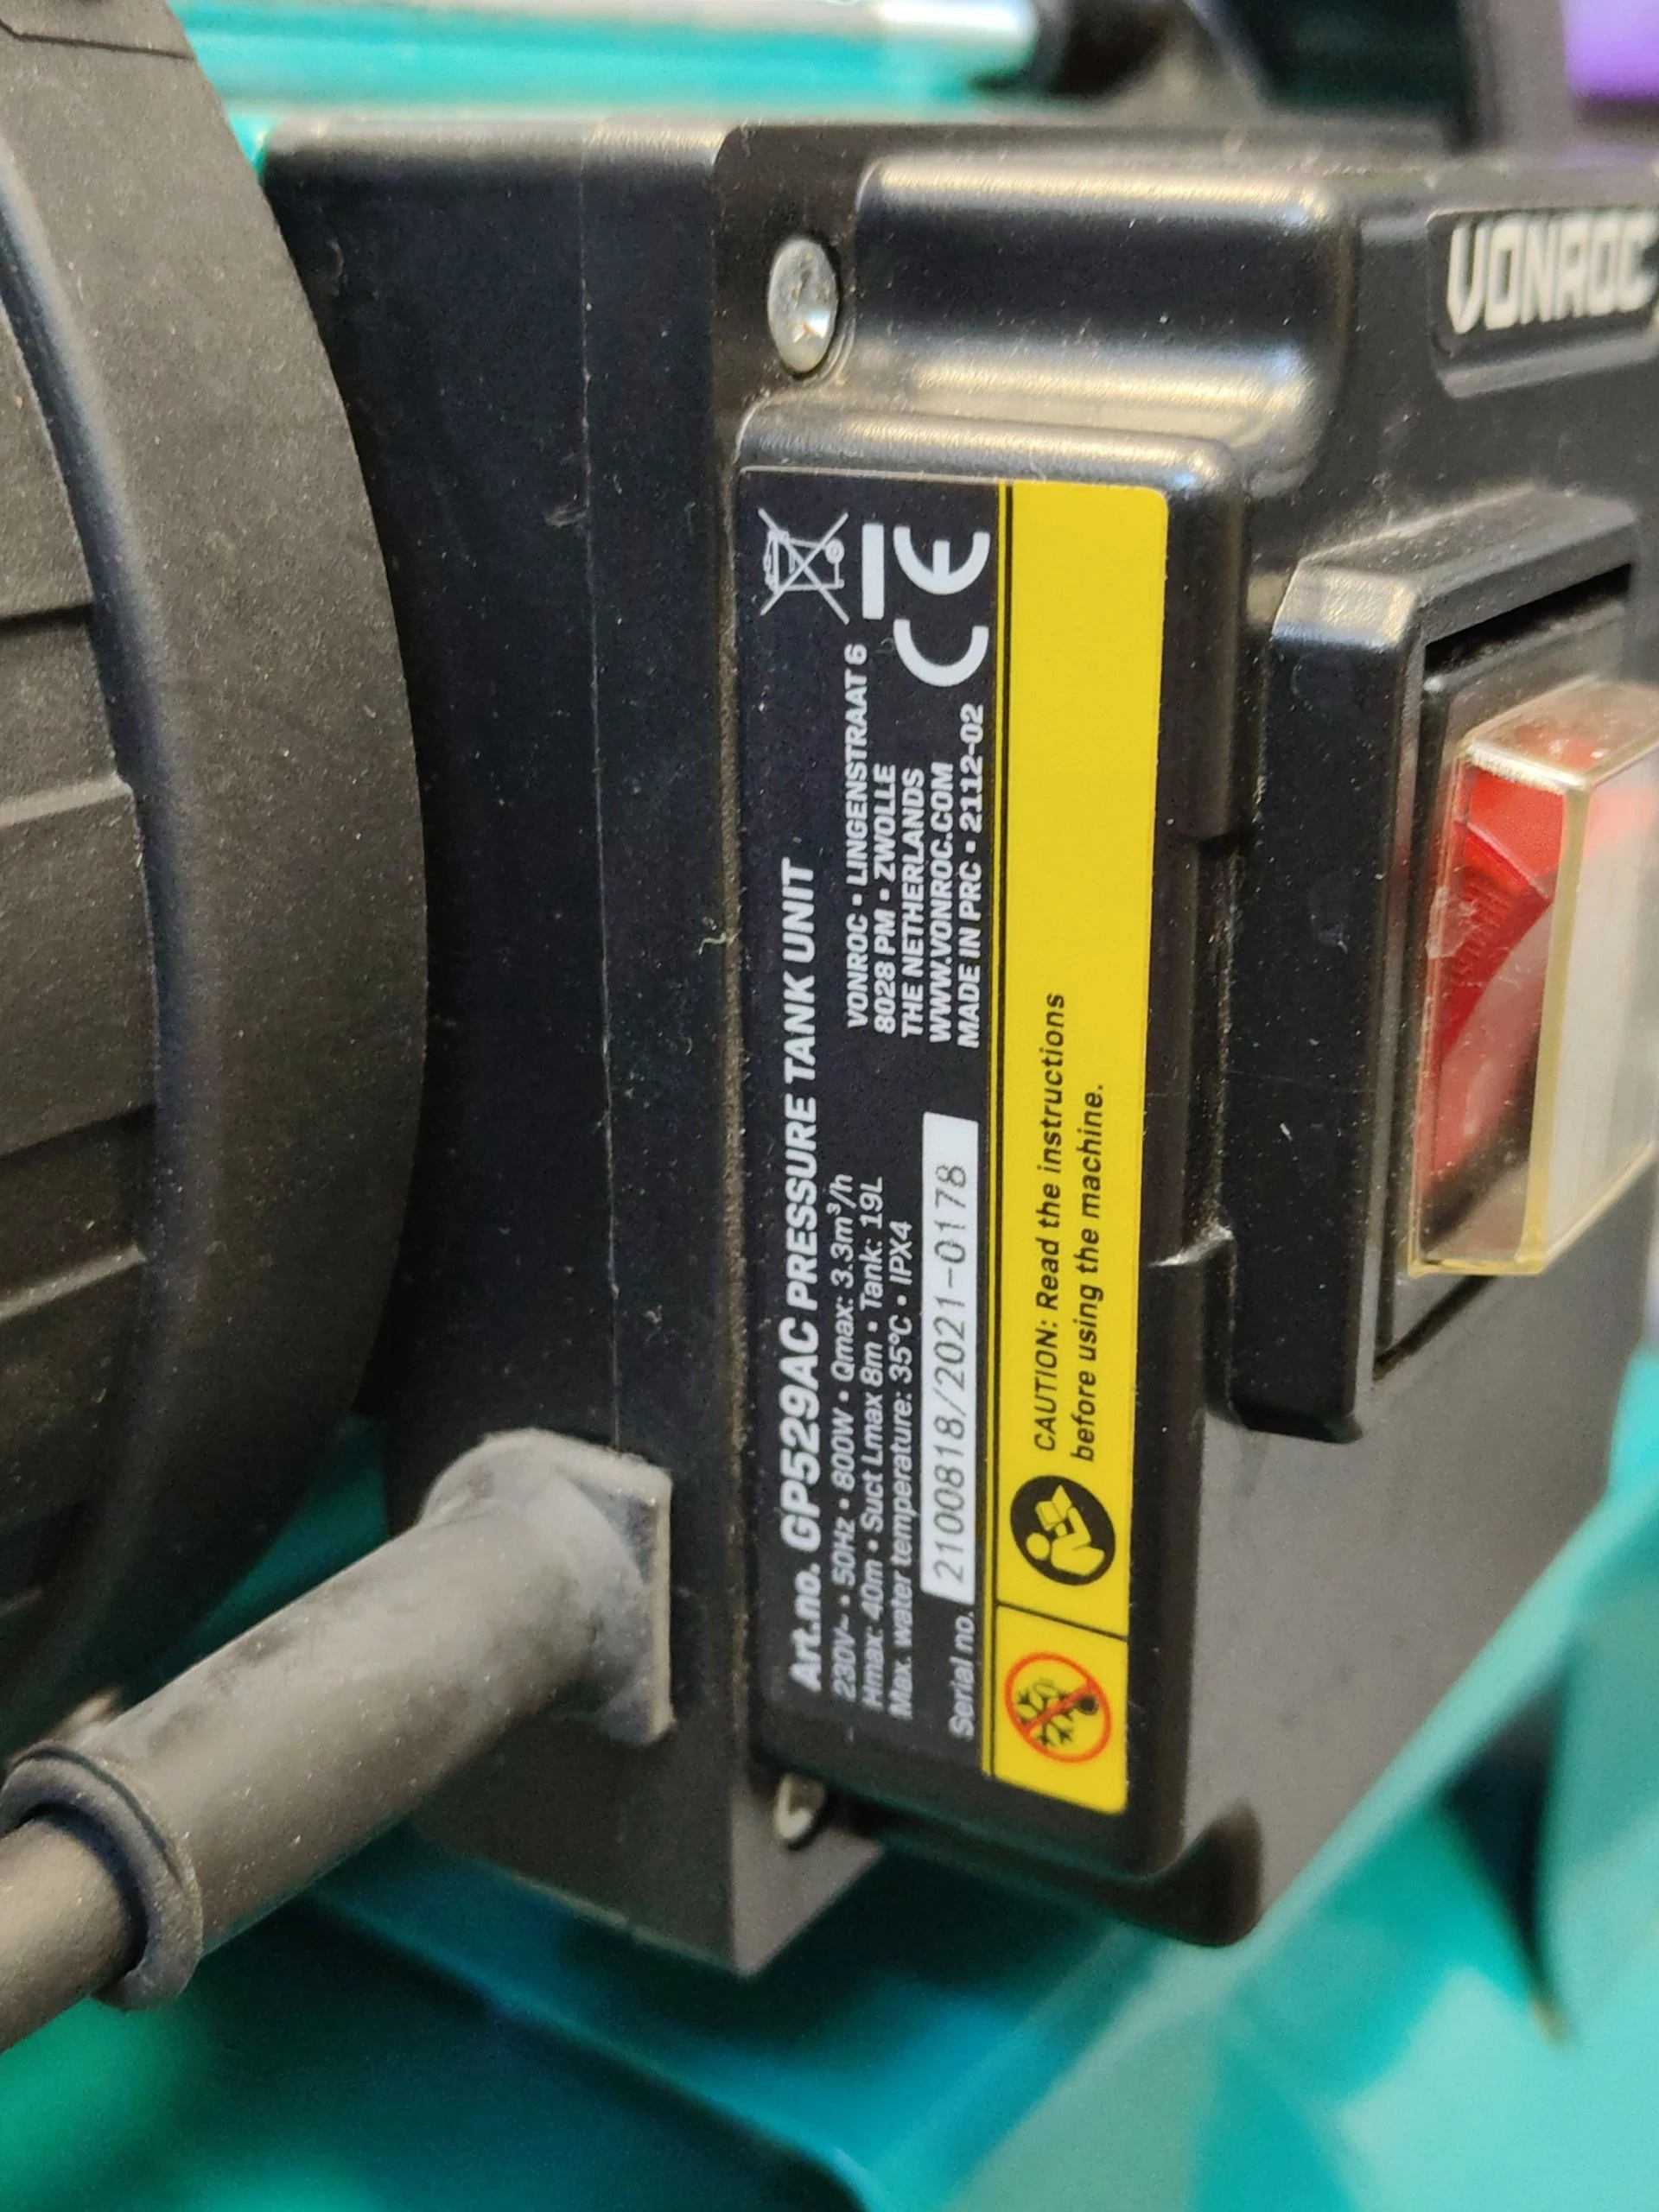 VONROC
Art.no. GP529AC PRESSURE TANK UNIT
230V~ • 50Hz • 800W • Qmax: 3.3m³/h
Hmax: 40m • Suct Lmax 8m • Tank: 19L
Max. water temperature: 35°C • IPX4
Serial no. 2100818/2021-0178
VONROC • LINGENSTRAAT 6
8028 PM • ZWOLLE
THE NETHERLANDS
WWW.VONROC.COM
MADE IN PRC • 2112-02
CE
CAUTION: Read the instructions
before using the machine.